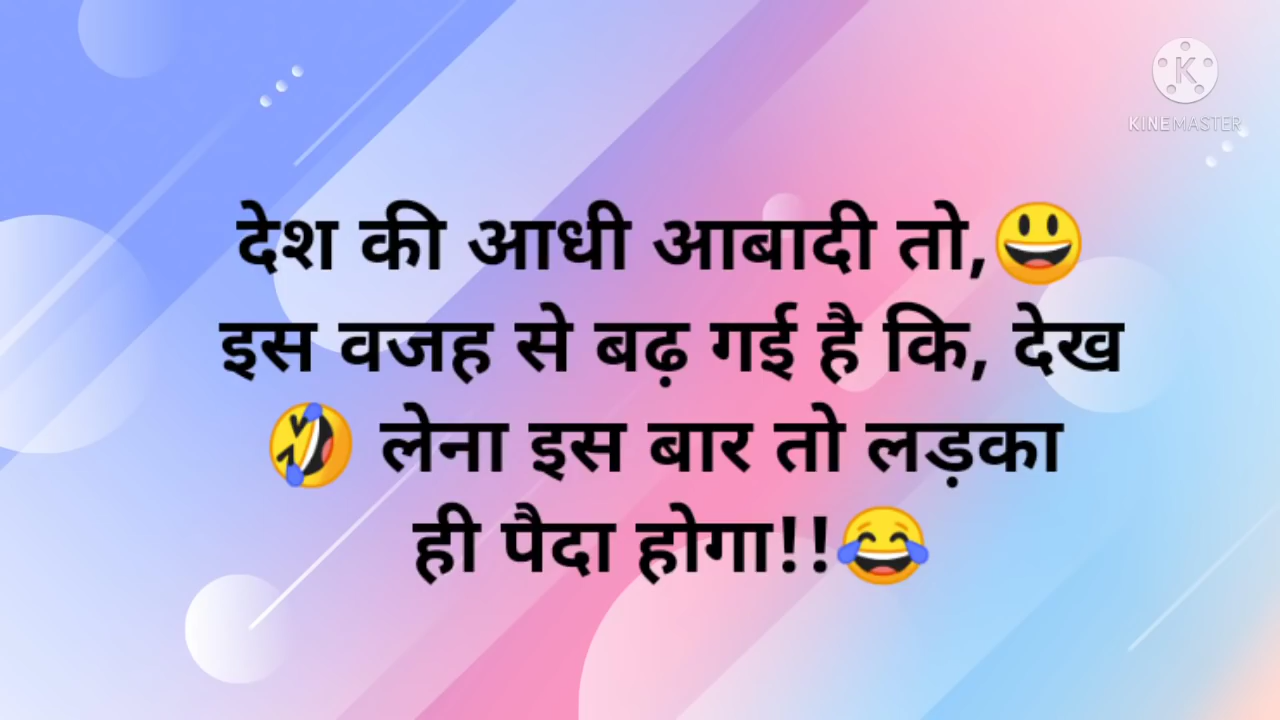 KINEMASTER
देश की आधी आबादी तो,😃
इस वजह से बढ़ गई है कि, देख
🤣 लेना इस बार तो लड़का
ही पैदा होगा!!😂